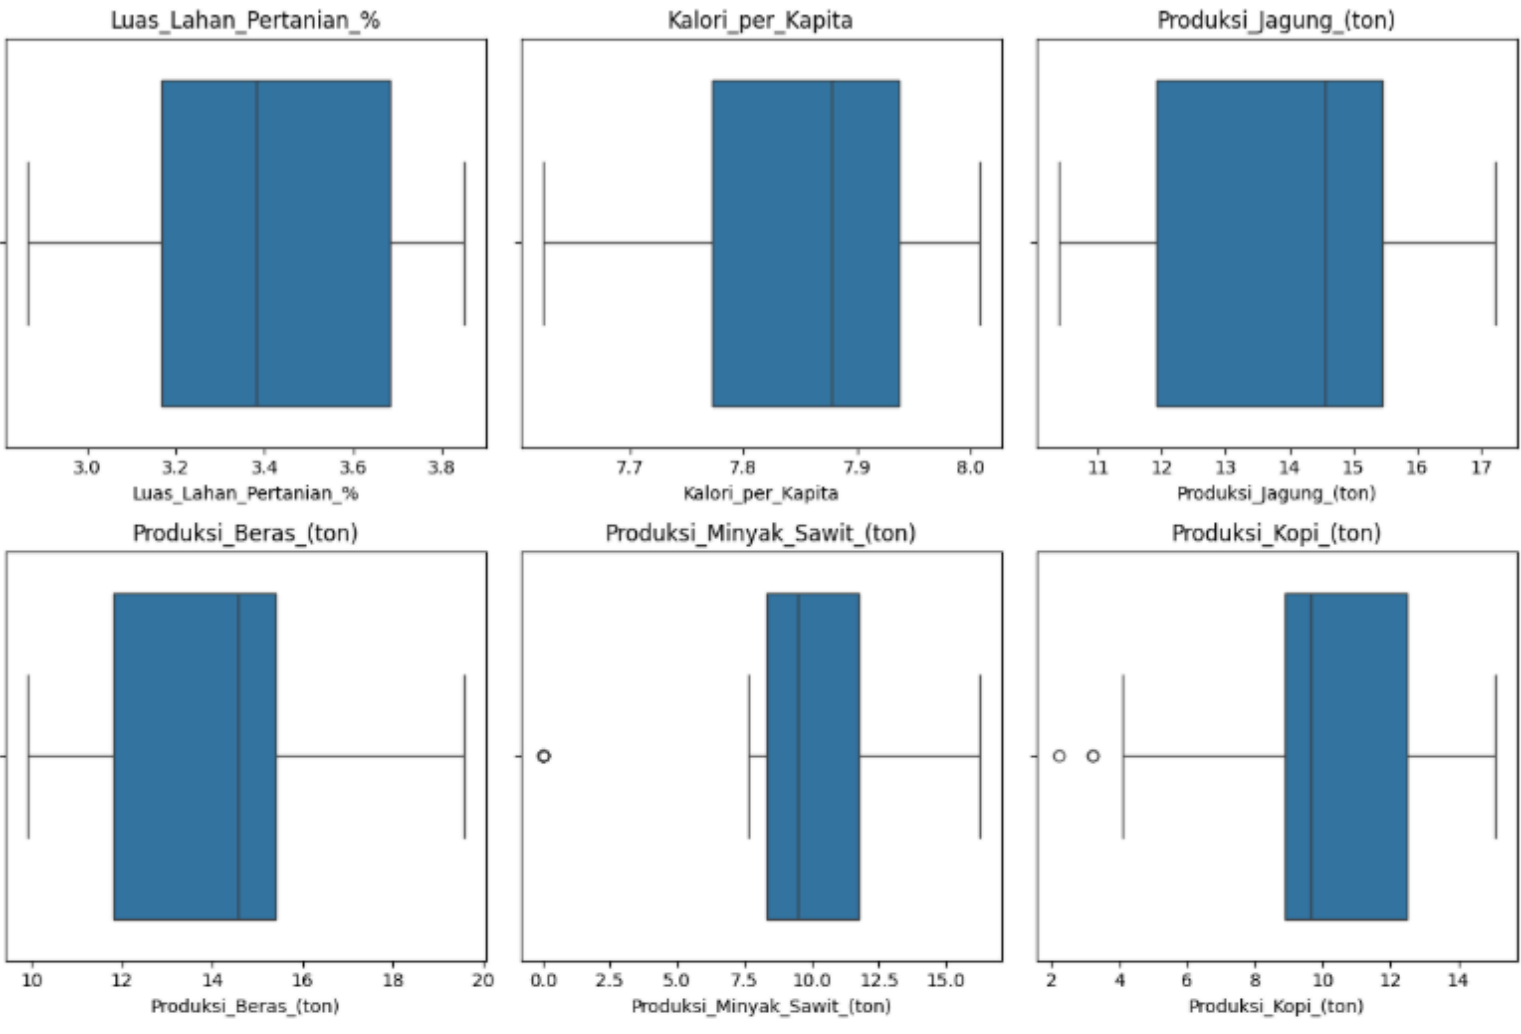 Luas_Lahan_Pertanian_%
3.0 3.2 3.4 3.6 3.8
Luas_Lahan_Pertanian_%
Kalori_per_Kapita
7.7 7.8 7.9 8.0
Kalori_per_Kapita
Produksi_Jagung_(ton)
11 12 13 14 15 16 17
Produksi_Jagung_(ton)
Produksi_Beras_(ton)
10 12 14 16 18 20
Produksi_Beras_(ton)
Produksi_Minyak_Sawit_(ton)
0.0 2.5 5.0 7.5 10.0 12.5 15.0
Produksi_Minyak_Sawit_(ton)
Produksi_Kopi_(ton)
2 4 6 8 10 12 14
Produksi_Kopi_(ton)